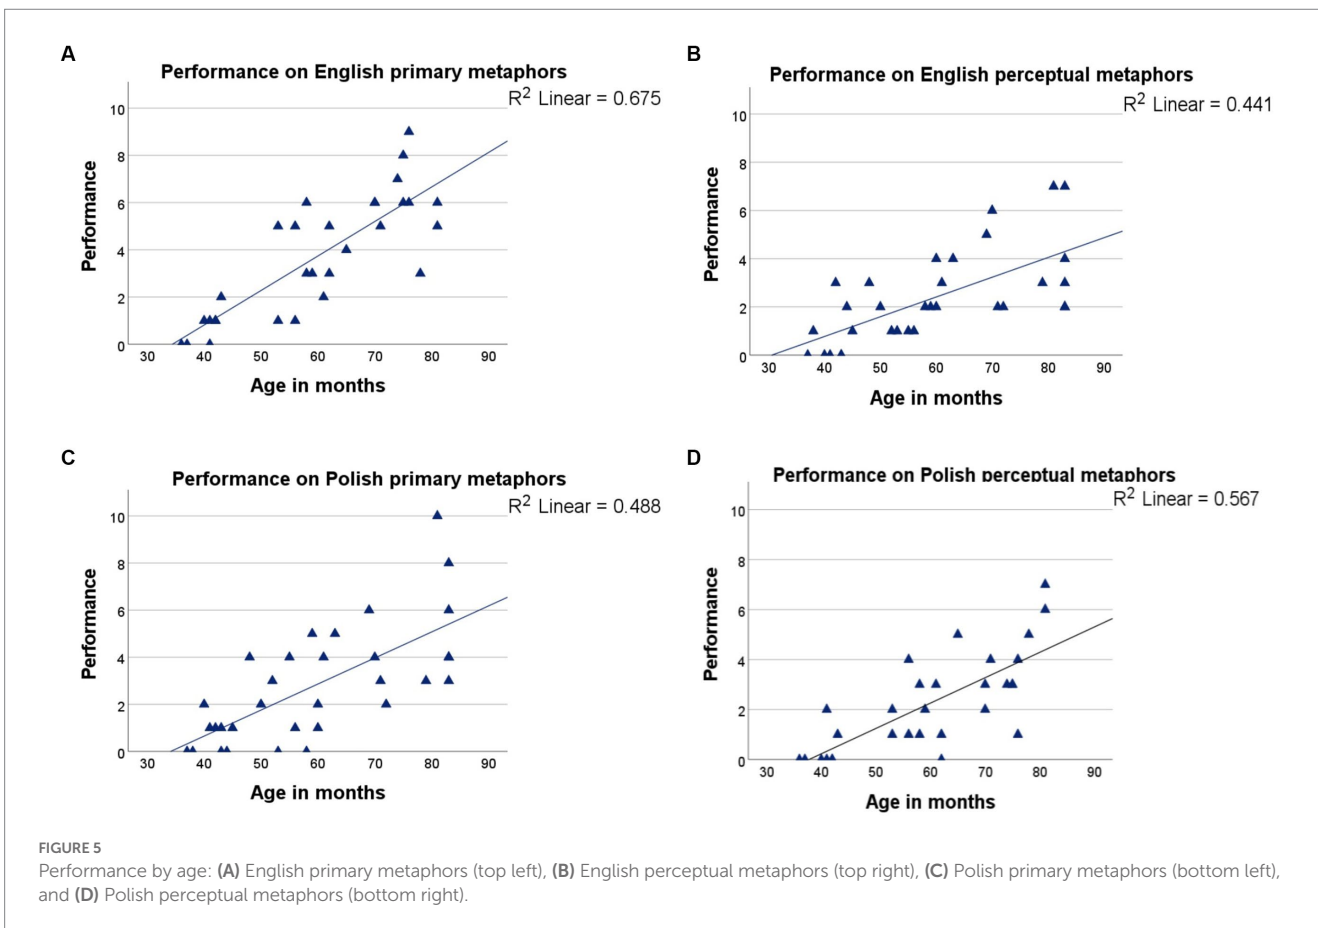 A
Performance on English primary metaphors
R2 Linear = 0.675
10
8
6
4
2
0
Performance
30 40 50 60 70 80 90
Age in months
B
Performance on English perceptual metaphors
R2 Linear = 0.441
10
8
6
4
2
0
Performance
30 40 50 60 70 80 90
Age in months
C
Performance on Polish primary metaphors
R2 Linear = 0.488
10
8
6
4
2
0
Performance
30 40 50 60 70 80 90
Age in months
D
Performance on Polish perceptual metaphors
R2 Linear = 0.567
10
8
6
4
2
0
Performance
30 40 50 60 70 80 90
Age in months
FIGURE 5
Performance by age: (A) English primary metaphors (top left), (B) English perceptual metaphors (top right), (C) Polish primary metaphors (bottom left),
and (D) Polish perceptual metaphors (bottom right).